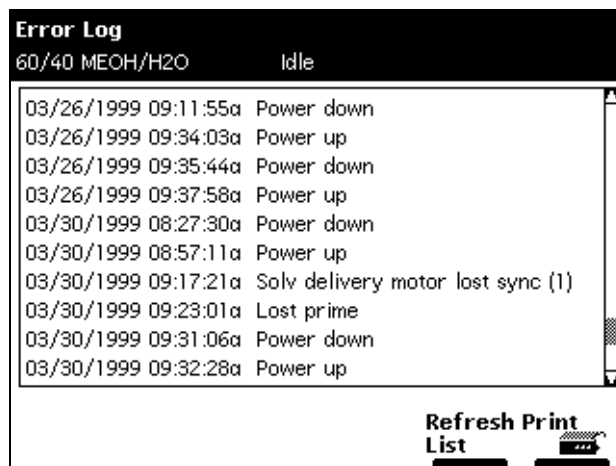 Error Log
60/40 MEOH/H2O Idle
03/26/1999 09:11:55a Power down
03/26/1999 09:34:03a Power up
03/26/1999 09:35:44a Power down
03/26/1999 09:37:58a Power up
03/30/1999 08:27:30a Power down
03/30/1999 08:57:11a Power up
03/30/1999 09:17:21a Solv delivery motor lost sync (1)
03/30/1999 09:23:01a Lost prime
03/30/1999 09:31:06a Power down
03/30/1999 09:32:28a Power up
Refresh Print
List